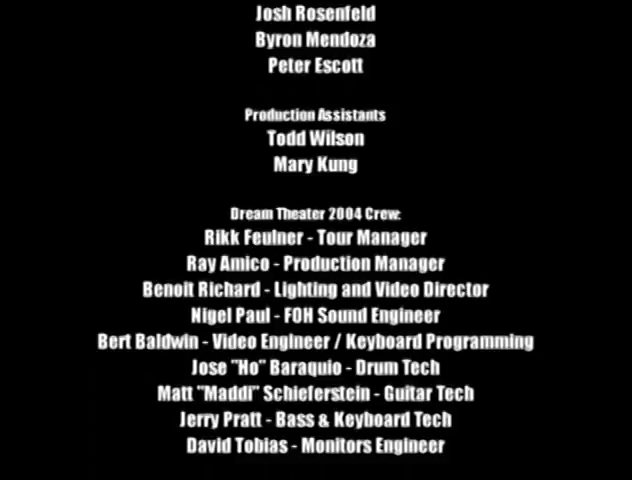 Josh Rosenfeld
Byron Mendoza
Peter Escott
Production Assistants
Todd Wilson
Mary Kung
Dream Theater 2004 Crew:
Rikk Feulner - Tour Manager
Ray Amico - Production Manager
Benoit Richard - Lighting and Video Director
Nigel Paul - FOH Sound Engineer
Bert Baldwin - Video Engineer / Keyboard Programming
Jose "Ho" Baraquio - Drum Tech
Matt "Maddi" Schieferstein - Guitar Tech
Jerry Pratt - Bass & Keyboard Tech
David Tobias - Monitors Engineer